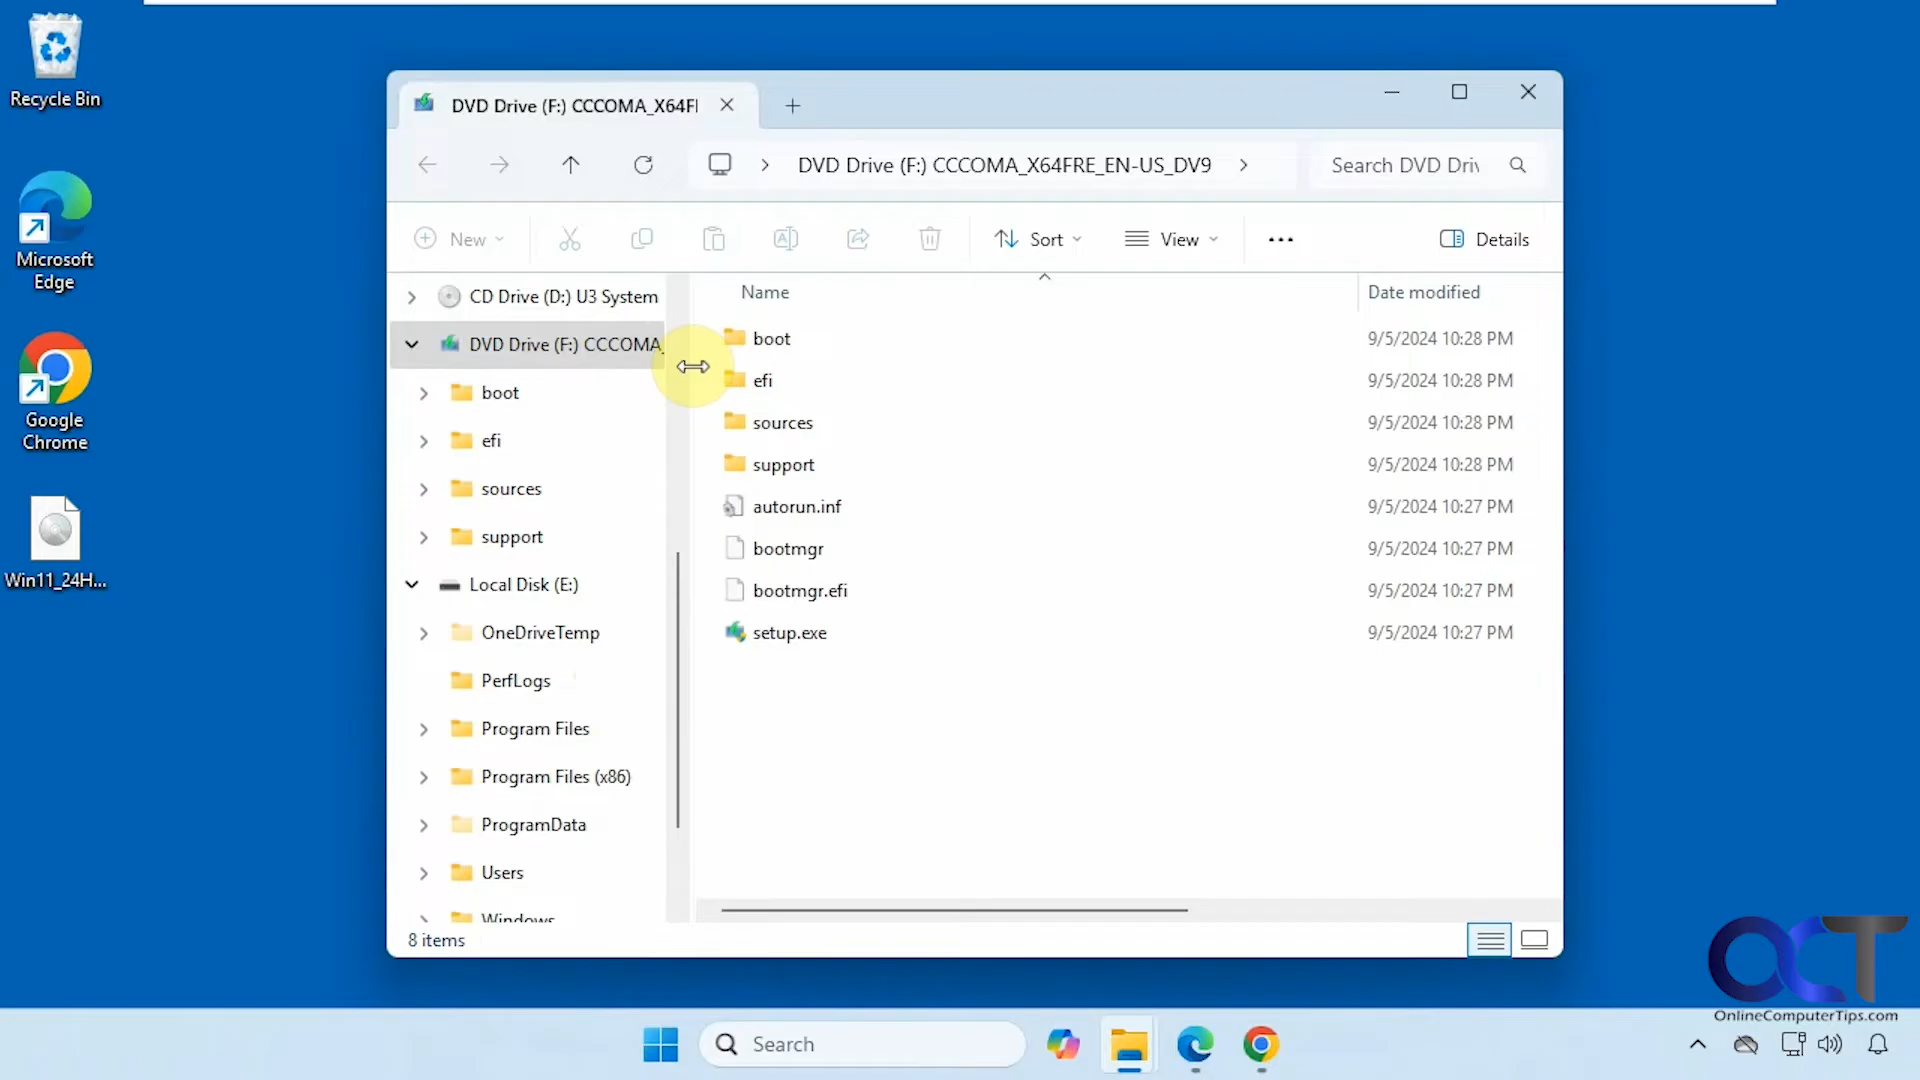 Recycle Bin
Microsoft
Edge
Google
Chrome
Win11_24H...
DVD Drive (F:) CCCOMA_X64F
DVD Drive (F:) CCCOMA_X64FRE_EN-US_DV9
Search DVD Driv
New
Sort
View
Details
CD Drive (D:) U3 System
DVD Drive (F:) CCCOMA_
boot
efi
sources
support
Local Disk (E:)
OneDriveTemp
PerfLogs
Program Files
Program Files (x86)
ProgramData
Users
Windows
Name
Date modified
boot 9/5/2024 10:28 PM
efi 9/5/2024 10:28 PM
sources 9/5/2024 10:28 PM
support 9/5/2024 10:28 PM
autorun.inf 9/5/2024 10:27 PM
bootmgr 9/5/2024 10:27 PM
bootmgr.efi 9/5/2024 10:27 PM
setup.exe 9/5/2024 10:27 PM
8 items
OCT
OnlineComputerTips.com
Search